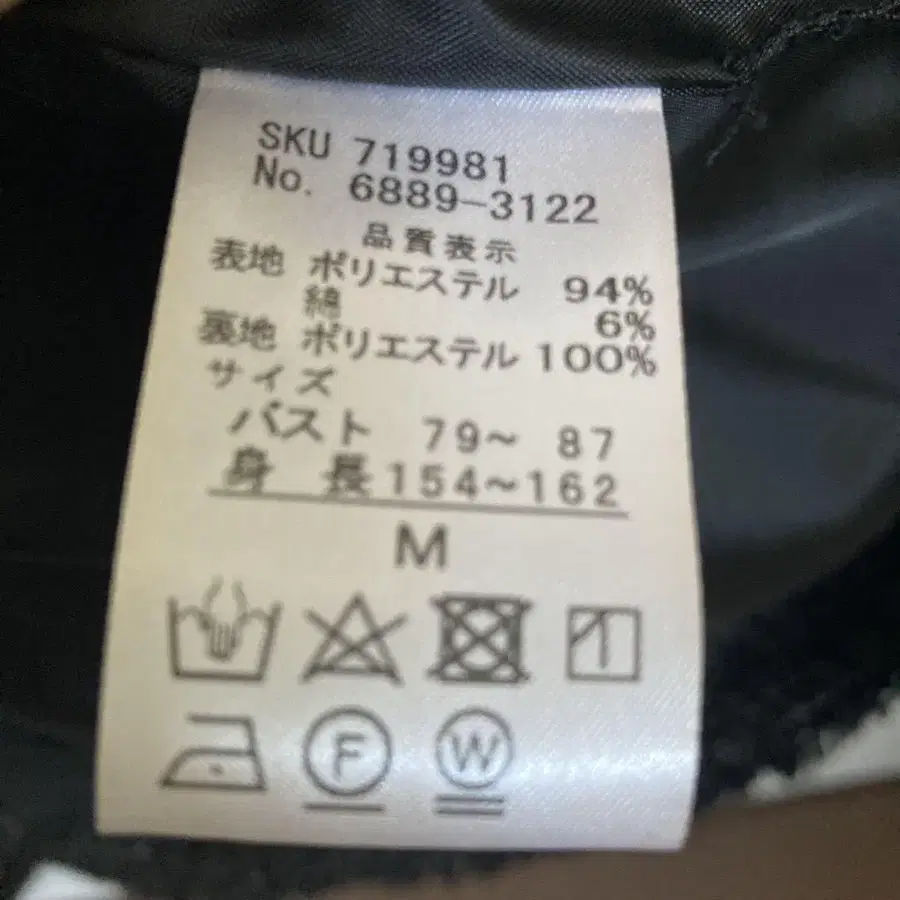 SKU 719981
No. 6889-3122
品質表示
表地 ポリエステル 94%
綿 6%
裏地 ポリエステル 100%
サイズ
バスト 79～ 87
身 長 154～162
M
F
W